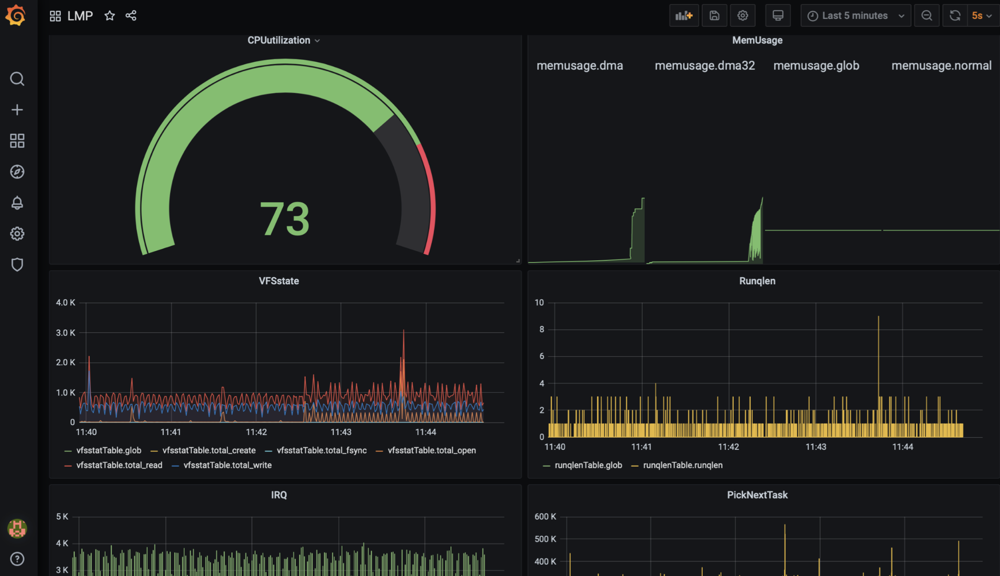 LMP
Last 5 minutes
5s
CPUutilization
73
MemUsage
memusage.dma memusage.dma32 memusage.glob memusage.normal
VFSstate
4.0 K
3.0 K
2.0 K
1.0 K
0
11:40 11:41 11:42 11:43 11:44
vfsstatTable.glob vfsstatTable.total_create vfsstatTable.total_fsync vfsstatTable.total_open
vfsstatTable.total_read vfsstatTable.total_write
Runqlen
10
8
6
4
2
0
11:40 11:41 11:42 11:43 11:44
runqlenTable.glob runqlenTable.runqlen
IRQ
5 K
4 K
3 K
PickNextTask
600 K
500 K
400 K